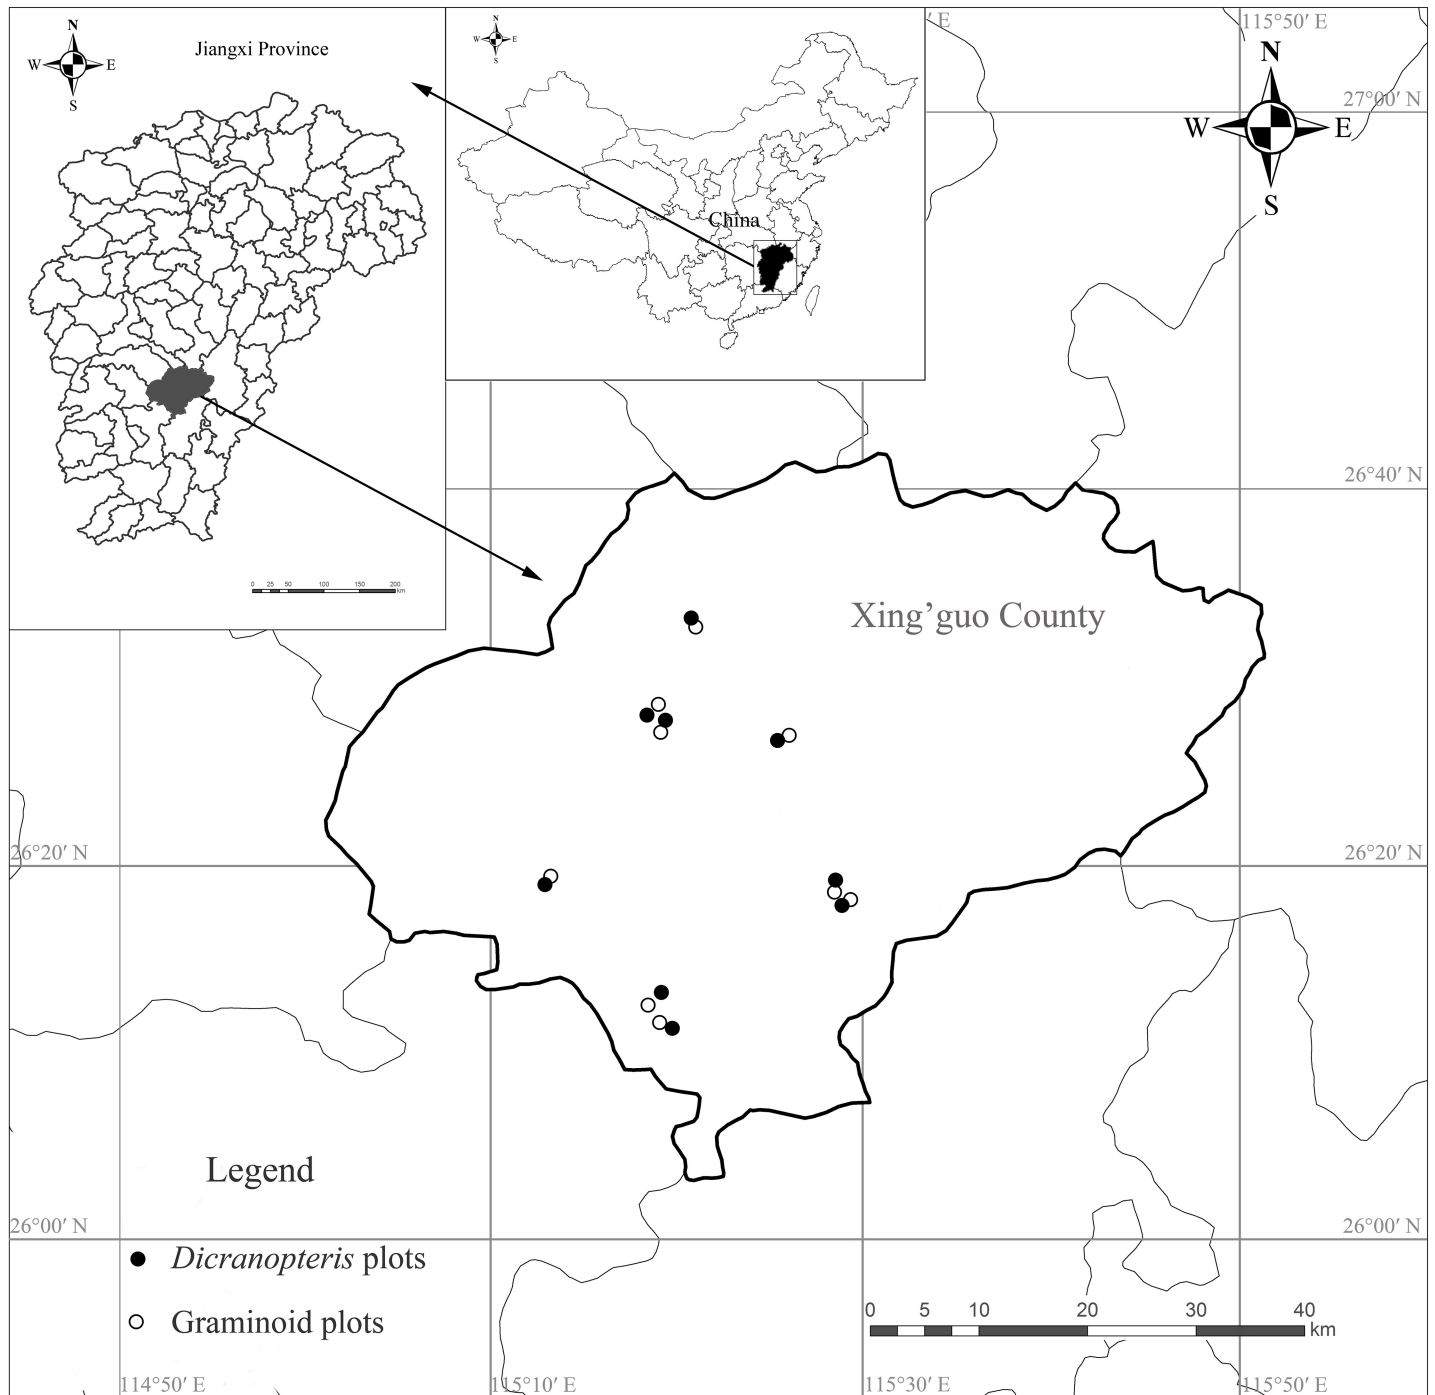 N
W E
S
Jiangxi Province
0 25 50 100 150 200
km
N
W E
S
China
′ E
115°50′ E
27°00′ N
N
W E
S
26°40′ N
Xing’guo County
26°20′ N
26°20′ N
Legend
26°00′ N
26°00′ N
Dicranopteris plots
Graminoid plots
0 5 10 20 30 40
km
114°50′ E
115°10′ E
115°30′ E
115°50′ E